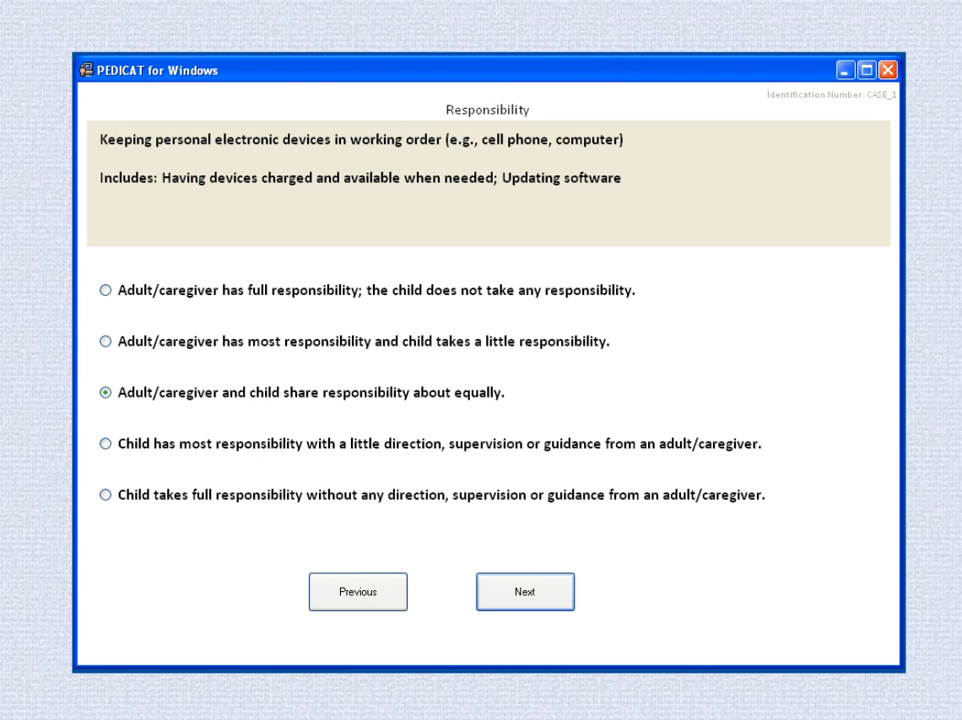 PEDICAT for Windows
Identification Number: CASE_1
Responsibility
Keeping personal electronic devices in working order (e.g., cell phone, computer)
Includes: Having devices charged and available when needed; Updating software
Adult/caregiver has full responsibility; the child does not take any responsibility.
Adult/caregiver has most responsibility and child takes a little responsibility.
Adult/caregiver and child share responsibility about equally.
Child has most responsibility with a little direction, supervision or guidance from an adult/caregiver.
Child takes full responsibility without any direction, supervision or guidance from an adult/caregiver.
Previous
Next